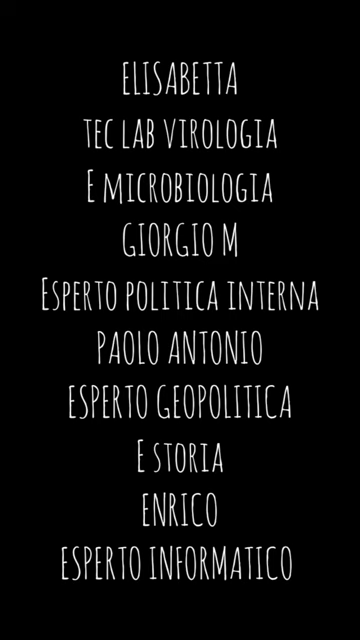 ELISABETTA
TEC LAB VIROLOGIA
E MICROBIOLOGIA
GIORGIO M
ESPERTO POLITICA INTERNA
PAOLO ANTONIO
ESPERTO GEOPOLITICA
E STORIA
ENRICO
ESPERTO INFORMATICO